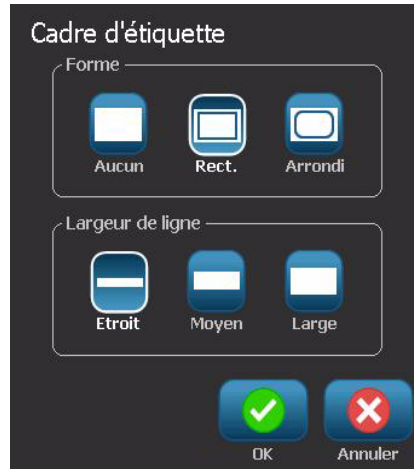 Cadre d'étiquette
Forme
Aucun Rect. Arrondi
Largeur de ligne
Etroit Moyen Large
OK Annuler